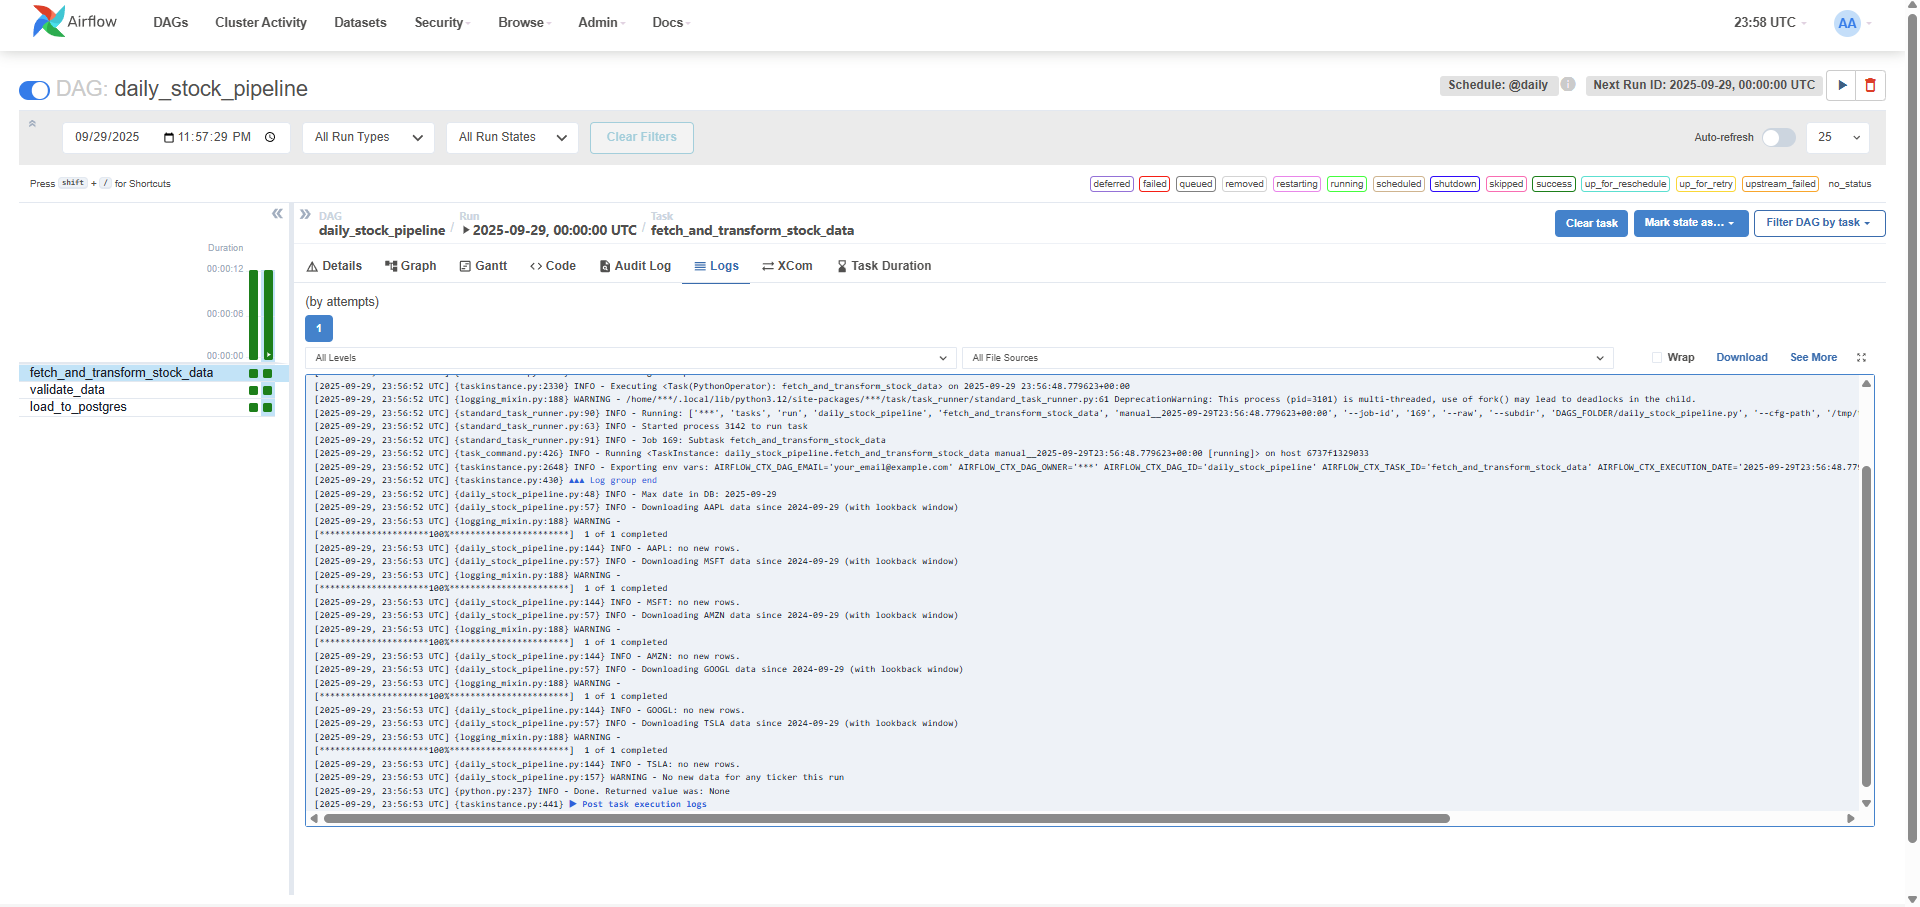 Airflow DAGs Cluster Activity Datasets Security Browse Admin Docs 23:58 UTC AA
DAG: daily_stock_pipeline Schedule: @daily Next Run ID: 2025-09-29, 00:00:00 UTC
09/29/2025 11:57:29 PM All Run Types All Run States Clear Filters Auto-refresh 25
Press shift + / for Shortcuts deferred failed queued removed restarting running scheduled shutdown skipped success up_for_reschedule up_for_retry upstream_failed no_status
DAG Run Task
daily_stock_pipeline / 2025-09-29, 00:00:00 UTC / fetch_and_transform_stock_data Clear task Mark state as... Filter DAG by task
Duration
00:00:12
00:00:06
00:00:00
fetch_and_transform_stock_data
validate_data
load_to_postgres
Details Graph Gantt Code Audit Log Logs XCom Task Duration
(by attempts)
1
All Levels All File Sources Wrap Download See More
[2025-09-29, 23:56:52 UTC] {taskinstance.py:2330} INFO - Executing <Task(PythonOperator): fetch_and_transform_stock_data> on 2025-09-29 23:56:48.779623+00:00
[2025-09-29, 23:56:52 UTC] {logging_mixin.py:188} WARNING - /home/***/.local/lib/python3.12/site-packages/***/task/task_runner/standard_task_runner.py:61 DeprecationWarning: This process (pid=3101) is multi-threaded, use of fork() may lead to deadlocks in the child.
[2025-09-29, 23:56:52 UTC] {standard_task_runner.py:90} INFO - Running: ['***', 'tasks', 'run', 'daily_stock_pipeline', 'fetch_and_transform_stock_data', 'manual__2025-09-29T23:56:48.779623+00:00', '--job-id', '169', '--raw', '--subdir', 'DAGS_FOLDER/daily_stock_pipeline.py', '--cfg-path', '/tmp/
[2025-09-29, 23:56:52 UTC] {standard_task_runner.py:63} INFO - Started process 3142 to run task
[2025-09-29, 23:56:52 UTC] {standard_task_runner.py:91} INFO - Job 169: Subtask fetch_and_transform_stock_data
[2025-09-29, 23:56:52 UTC] {task_command.py:426} INFO - Running <TaskInstance: daily_stock_pipeline.fetch_and_transform_stock_data manual__2025-09-29T23:56:48.779623+00:00 [running]> on host 6737f1329033
[2025-09-29, 23:56:52 UTC] {taskinstance.py:2648} INFO - Exporting env vars: AIRFLOW_CTX_DAG_EMAIL='your_email@example.com' AIRFLOW_CTX_DAG_OWNER='***' AIRFLOW_CTX_DAG_ID='daily_stock_pipeline' AIRFLOW_CTX_TASK_ID='fetch_and_transform_stock_data' AIRFLOW_CTX_EXECUTION_DATE='2025-09-29T23:56:48.77
[2025-09-29, 23:56:52 UTC] {taskinstance.py:430} ▲▲▲ Log group end
[2025-09-29, 23:56:52 UTC] {daily_stock_pipeline.py:48} INFO - Max date in DB: 2025-09-29
[2025-09-29, 23:56:52 UTC] {daily_stock_pipeline.py:57} INFO - Downloading AAPL data since 2024-09-29 (with lookback window)
[2025-09-29, 23:56:53 UTC] {logging_mixin.py:188} WARNING -
[*********************100%***********************] 1 of 1 completed
[2025-09-29, 23:56:53 UTC] {daily_stock_pipeline.py:144} INFO - AAPL: no new rows.
[2025-09-29, 23:56:53 UTC] {daily_stock_pipeline.py:57} INFO - Downloading MSFT data since 2024-09-29 (with lookback window)
[2025-09-29, 23:56:53 UTC] {logging_mixin.py:188} WARNING -
[*********************100%***********************] 1 of 1 completed
[2025-09-29, 23:56:53 UTC] {daily_stock_pipeline.py:144} INFO - MSFT: no new rows.
[2025-09-29, 23:56:53 UTC] {daily_stock_pipeline.py:57} INFO - Downloading AMZN data since 2024-09-29 (with lookback window)
[2025-09-29, 23:56:53 UTC] {logging_mixin.py:188} WARNING -
[*********************100%***********************] 1 of 1 completed
[2025-09-29, 23:56:53 UTC] {daily_stock_pipeline.py:144} INFO - AMZN: no new rows.
[2025-09-29, 23:56:53 UTC] {daily_stock_pipeline.py:57} INFO - Downloading GOOGL data since 2024-09-29 (with lookback window)
[2025-09-29, 23:56:53 UTC] {logging_mixin.py:188} WARNING -
[*********************100%***********************] 1 of 1 completed
[2025-09-29, 23:56:53 UTC] {daily_stock_pipeline.py:144} INFO - GOOGL: no new rows.
[2025-09-29, 23:56:53 UTC] {daily_stock_pipeline.py:57} INFO - Downloading TSLA data since 2024-09-29 (with lookback window)
[2025-09-29, 23:56:53 UTC] {logging_mixin.py:188} WARNING -
[*********************100%***********************] 1 of 1 completed
[2025-09-29, 23:56:53 UTC] {daily_stock_pipeline.py:144} INFO - TSLA: no new rows.
[2025-09-29, 23:56:53 UTC] {daily_stock_pipeline.py:157} WARNING - No new data for any ticker this run
[2025-09-29, 23:56:53 UTC] {python.py:237} INFO - Done. Returned value was: None
[2025-09-29, 23:56:53 UTC] {taskinstance.py:441} ▶ Post task execution logs